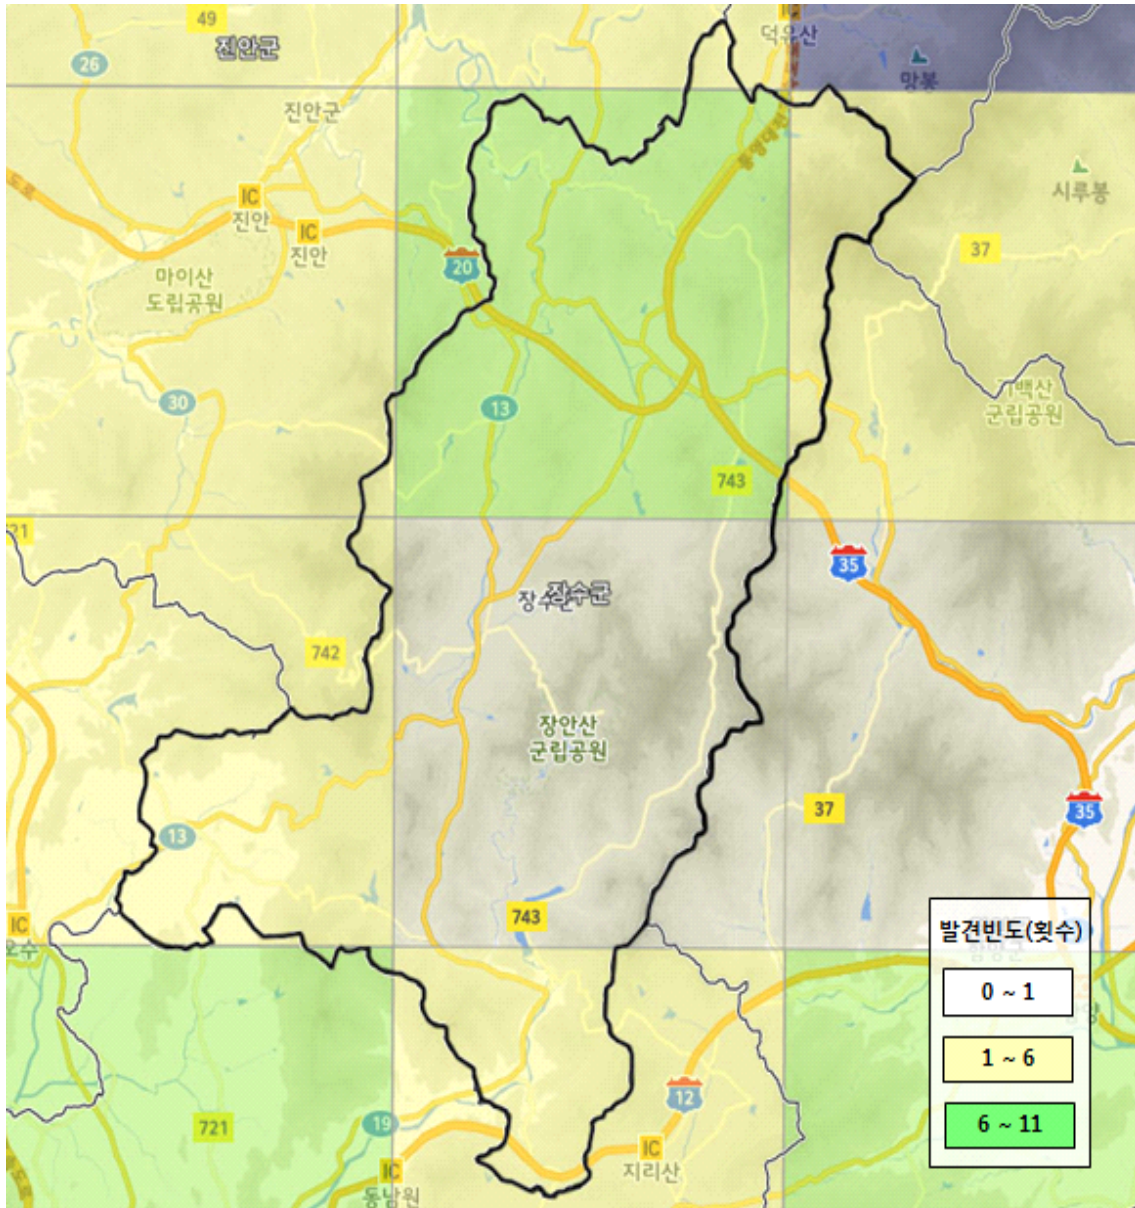 49
진안군
덕유산
26
망봉
진안군
통영대전
시루봉
IC
진안
IC
진안
37
20
마이산
도립공원
30
13
백산
군립공원
743
21
35
장수군
742
장안산
군립공원
37
35
13
743
IC
오수
발견빈도(횟수)
0 ~ 1
1 ~ 6
6 ~ 11
12
721
19
IC
지리산
IC
동남원